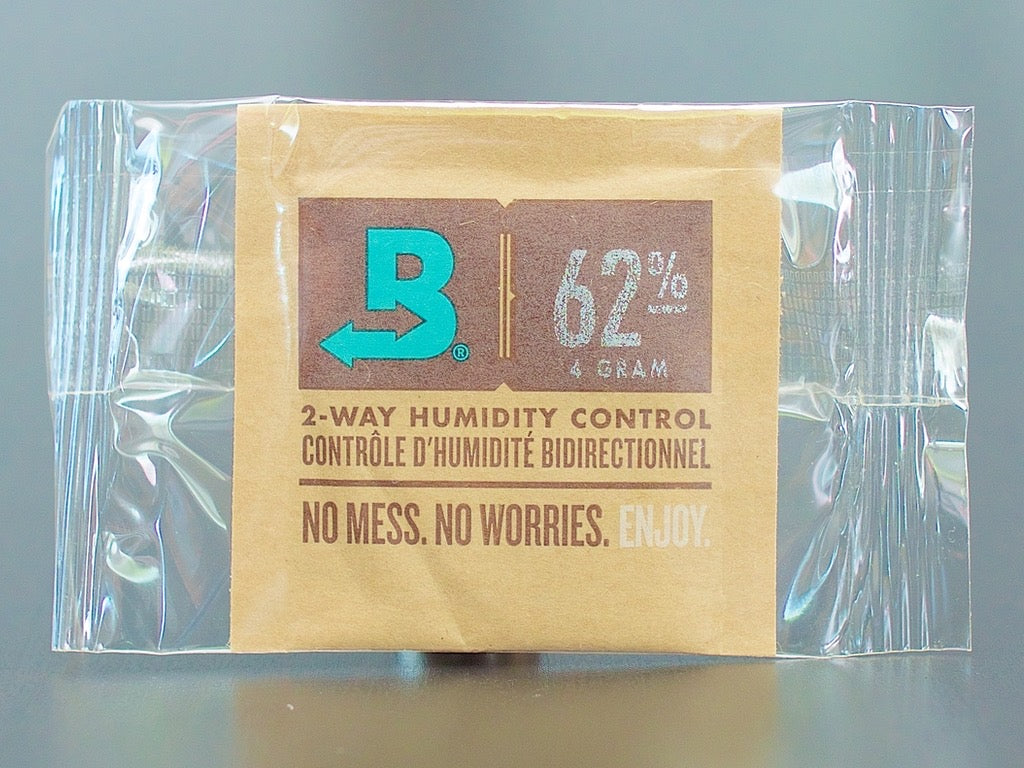 B®
62%
4 GRAM
2-WAY HUMIDITY CONTROL
CONTRÔLE D'HUMIDITÉ BIDIRECTIONNEL
NO MESS. NO WORRIES. ENJOY.